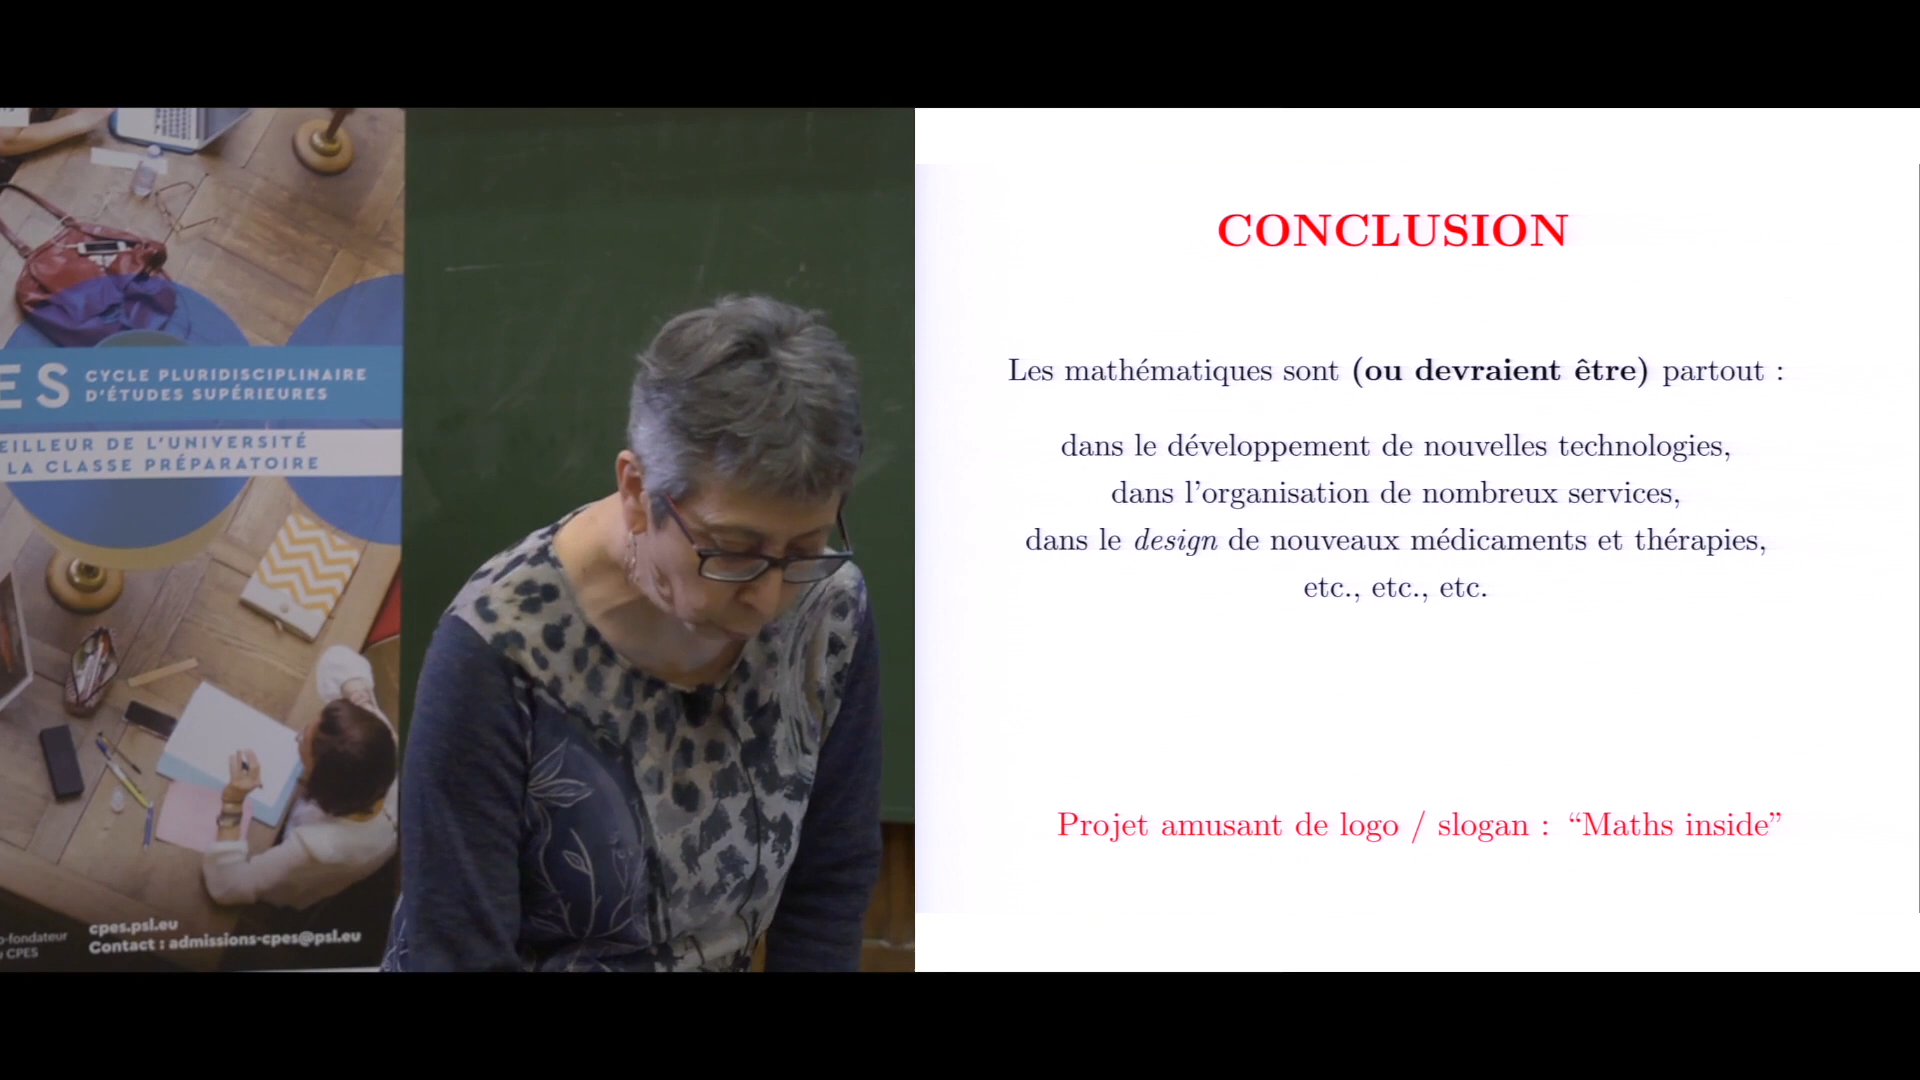 ES
CYCLE PLURIDISCIPLINAIRE
D'ÉTUDES SUPÉRIEURES
EILLEUR DE L'UNIVERSITÉ
LA CLASSE PRÉPARATOIRE
o-fondateur
CPES
cpes.psl.eu
Contact : admissions-cpes@psl.eu
CONCLUSION
Les mathématiques sont (ou devraient être) partout :
dans le développement de nouvelles technologies,
dans l'organisation de nombreux services,
dans le design de nouveaux médicaments et thérapies,
etc., etc., etc.
Projet amusant de logo / slogan : “Maths inside”